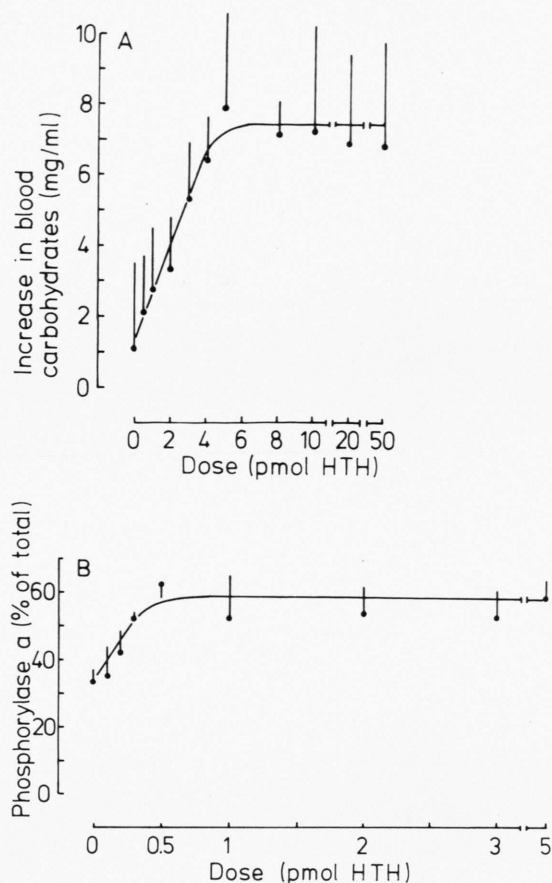 A
10
8
6
4
2
0
Increase in blood
carbohydrates (mg/ml)
0 2 4 6 8 10 20 50
Dose (pmol HTH)
B
60
40
20
0
Phosphorylase a (% of total)
0 0.5 1 2 3 5
Dose (pmol HTH)